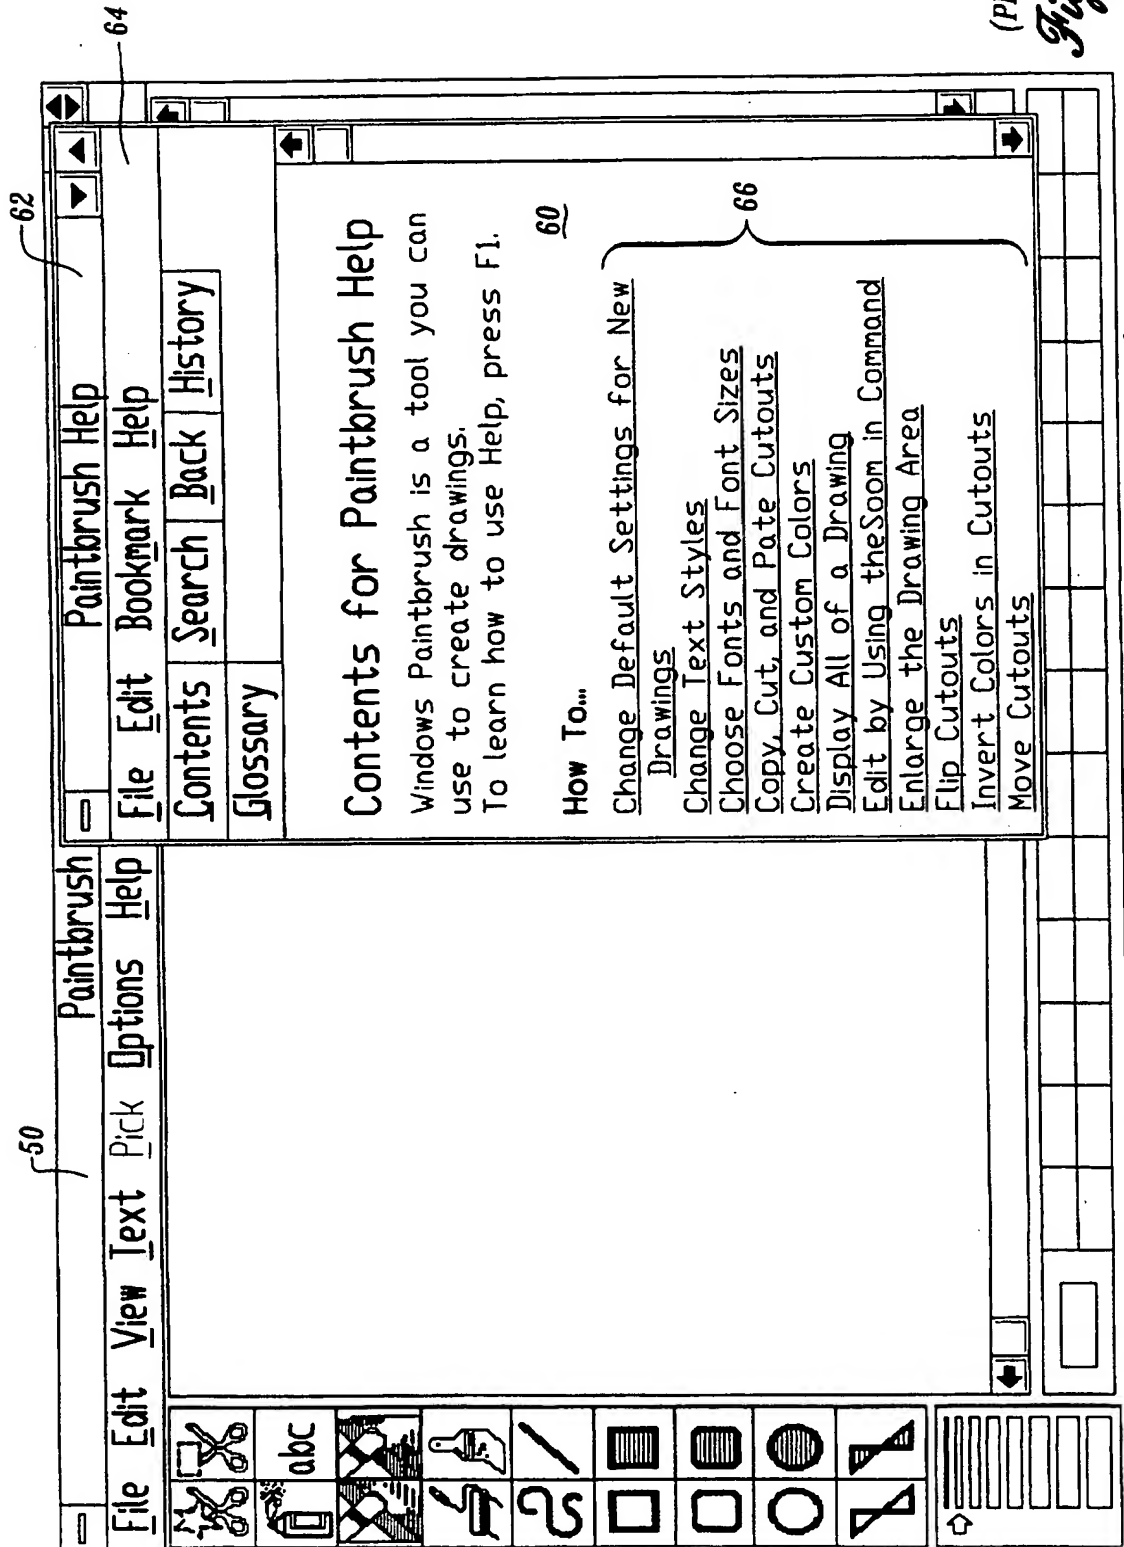 50
62
64
Paintbrush
File Edit View Text Pick Options Help
abc
Paintbrush Help
File Edit Bookmark Help
Contents Search Back History
Glossary
Contents for Paintbrush Help
Windows Paintbrush is a tool you can
use to create drawings.
To learn how to use Help, press F1.
60
How To...
66
Change Default Settings for New
Drawings
Change Text Styles
Choose Fonts and Font Sizes
Copy, Cut, and Pate Cutouts
Create Custom Colors
Display All of a Drawing
Edit by Using theSoom in Command
Enlarge the Drawing Area
Flip Cutouts
Invert Colors in Cutouts
Move Cutouts